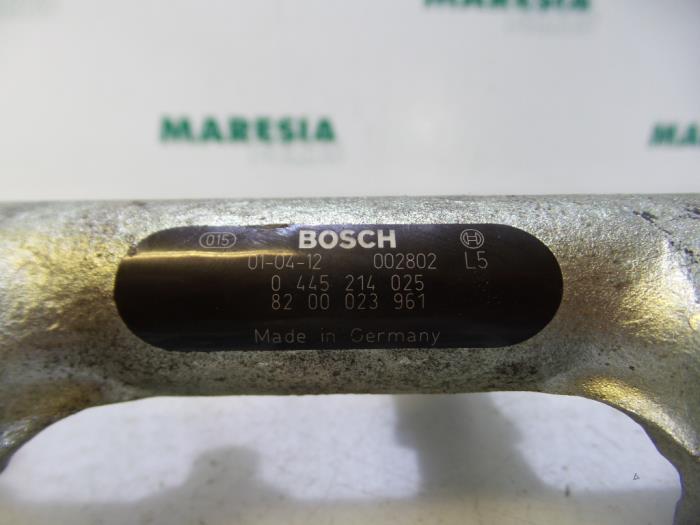 MARESIA
MARESIA
015 BOSCH
01-04-12 002802 L5
0 445 214 025
82 00 023 961
Made in Germany